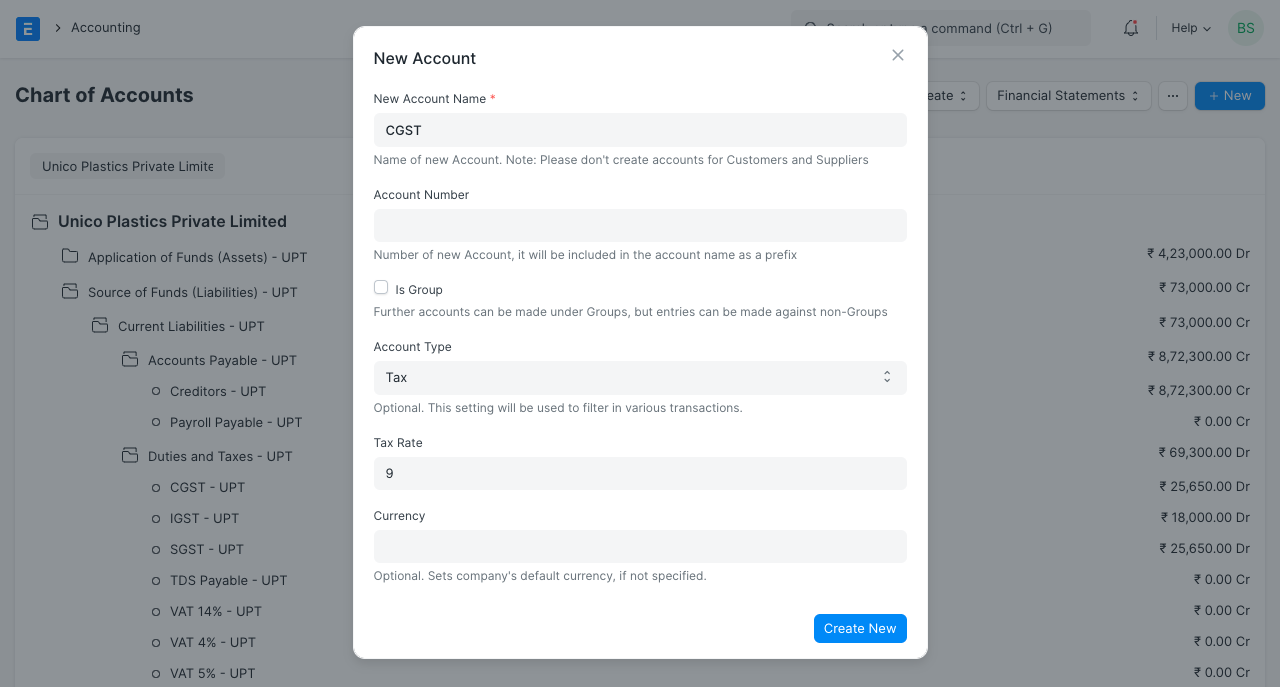 E
Accounting
command (Ctrl + G)
Help
BS
Chart of Accounts
Financial Statements
...
+ New
Unico Plastics Private Limite
Unico Plastics Private Limited
Application of Funds (Assets) - UPT
₹ 4,23,000.00 Dr
Source of Funds (Liabilities) - UPT
₹ 73,000.00 Cr
Current Liabilities - UPT
₹ 73,000.00 Cr
Accounts Payable - UPT
₹ 8,72,300.00 Cr
Creditors - UPT
₹ 8,72,300.00 Cr
Payroll Payable - UPT
₹ 0.00 Cr
Duties and Taxes - UPT
₹ 69,300.00 Dr
CGST - UPT
₹ 25,650.00 Dr
IGST - UPT
₹ 18,000.00 Dr
SGST - UPT
₹ 25,650.00 Dr
TDS Payable - UPT
₹ 0.00 Cr
VAT 14% - UPT
₹ 0.00 Cr
VAT 4% - UPT
₹ 0.00 Cr
VAT 5% - UPT
₹ 0.00 Cr
New Account
New Account Name *
CGST
Name of new Account. Note: Please don't create accounts for Customers and Suppliers
Account Number
Number of new Account, it will be included in the account name as a prefix
Is Group
Further accounts can be made under Groups, but entries can be made against non-Groups
Account Type
Tax
Optional. This setting will be used to filter in various transactions.
Tax Rate
9
Currency
Optional. Sets company's default currency, if not specified.
Create New